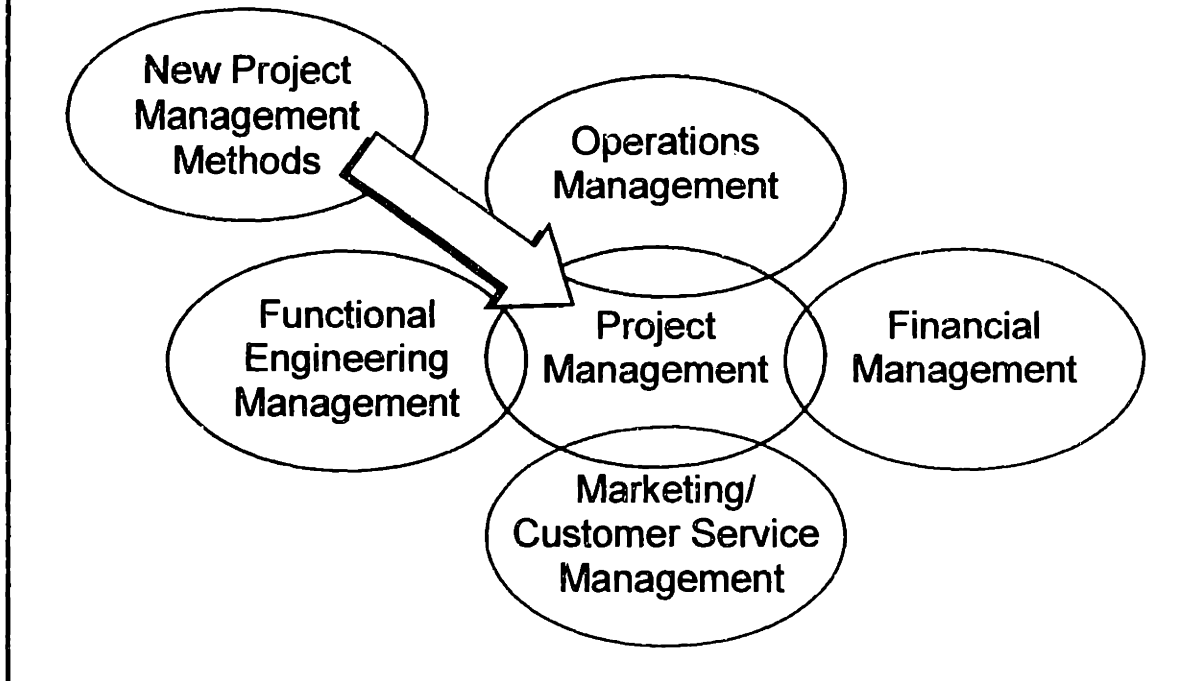 New Project
Management
Methods
Operations
Management
Functional
Engineering
Management
Project
Management
Financial
Management
Marketing/
Customer Service
Management